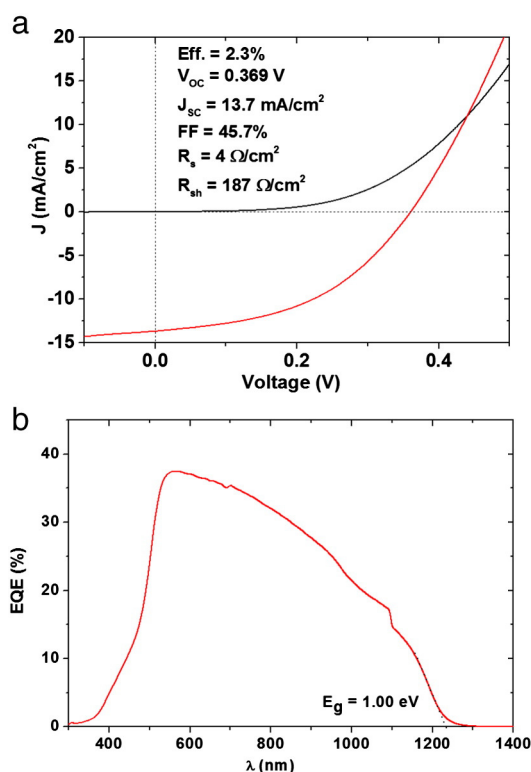 a
20
15
10
5
0
-5
-10
-15
J (mA/cm²)
Eff. = 2.3%
V_OC = 0.369 V
J_SC = 13.7 mA/cm²
FF = 45.7%
R_s = 4 Ω/cm²
R_sh = 187 Ω/cm²
0.0 0.2 0.4
Voltage (V)
b
40
30
20
10
0
EQE (%)
E_g = 1.00 eV
400 600 800 1000 1200 1400
λ (nm)